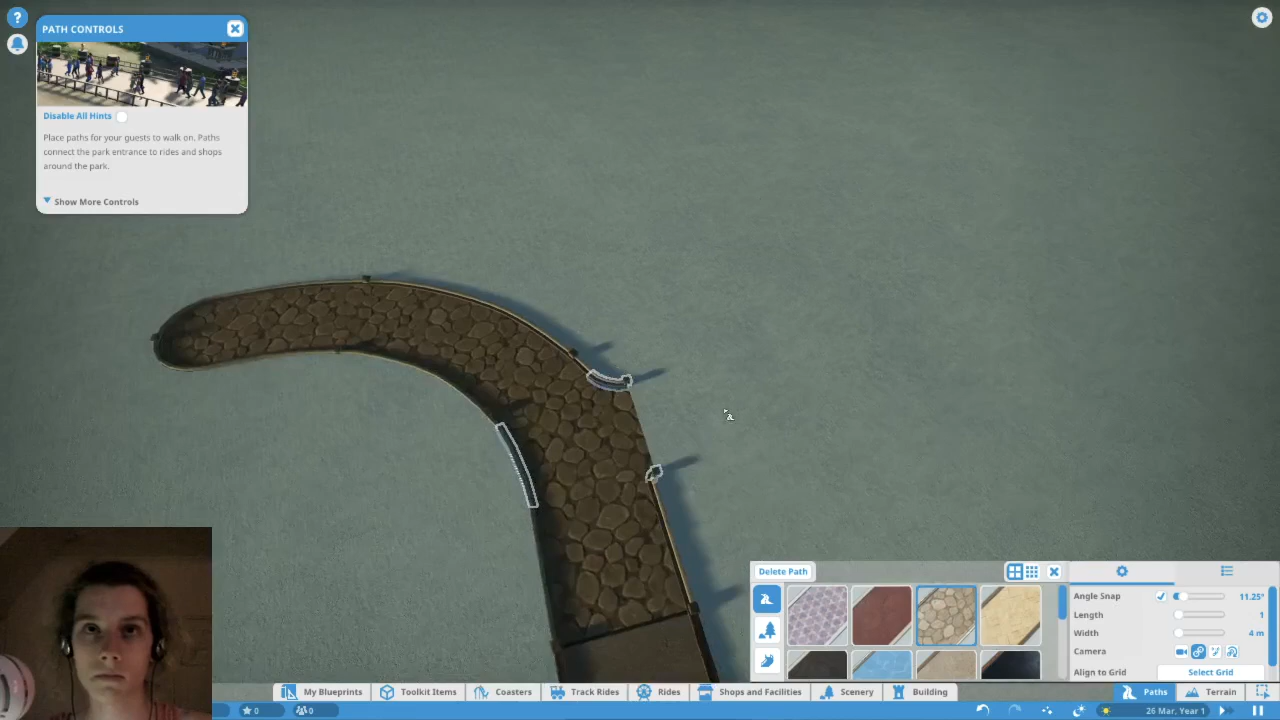 ?
PATH CONTROLS
Disable All Hints
Place paths for your guests to walk on. Paths
connect the park entrance to rides and shops
around the park.
Show More Controls
Delete Path
Angle Snap
11.25°
Length
1
Width
4 m
Camera
Align to Grid
Select Grid
My Blueprints
Toolkit Items
Coasters
Track Rides
Rides
Shops and Facilities
Scenery
Building
Paths
Terrain
0
0
26 Mar, Year 1